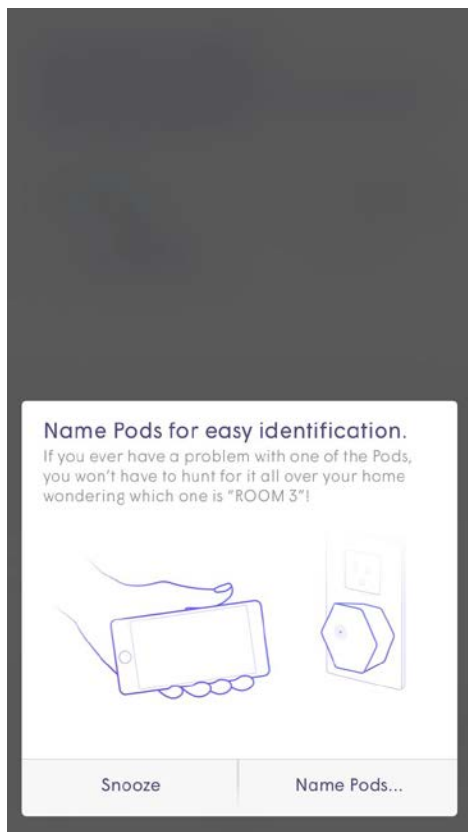 Name Pods for easy identification.
If you ever have a problem with one of the Pods,
you won't have to hunt for it all over your home
wondering which one is “ROOM 3”!
Snooze
Name Pods...